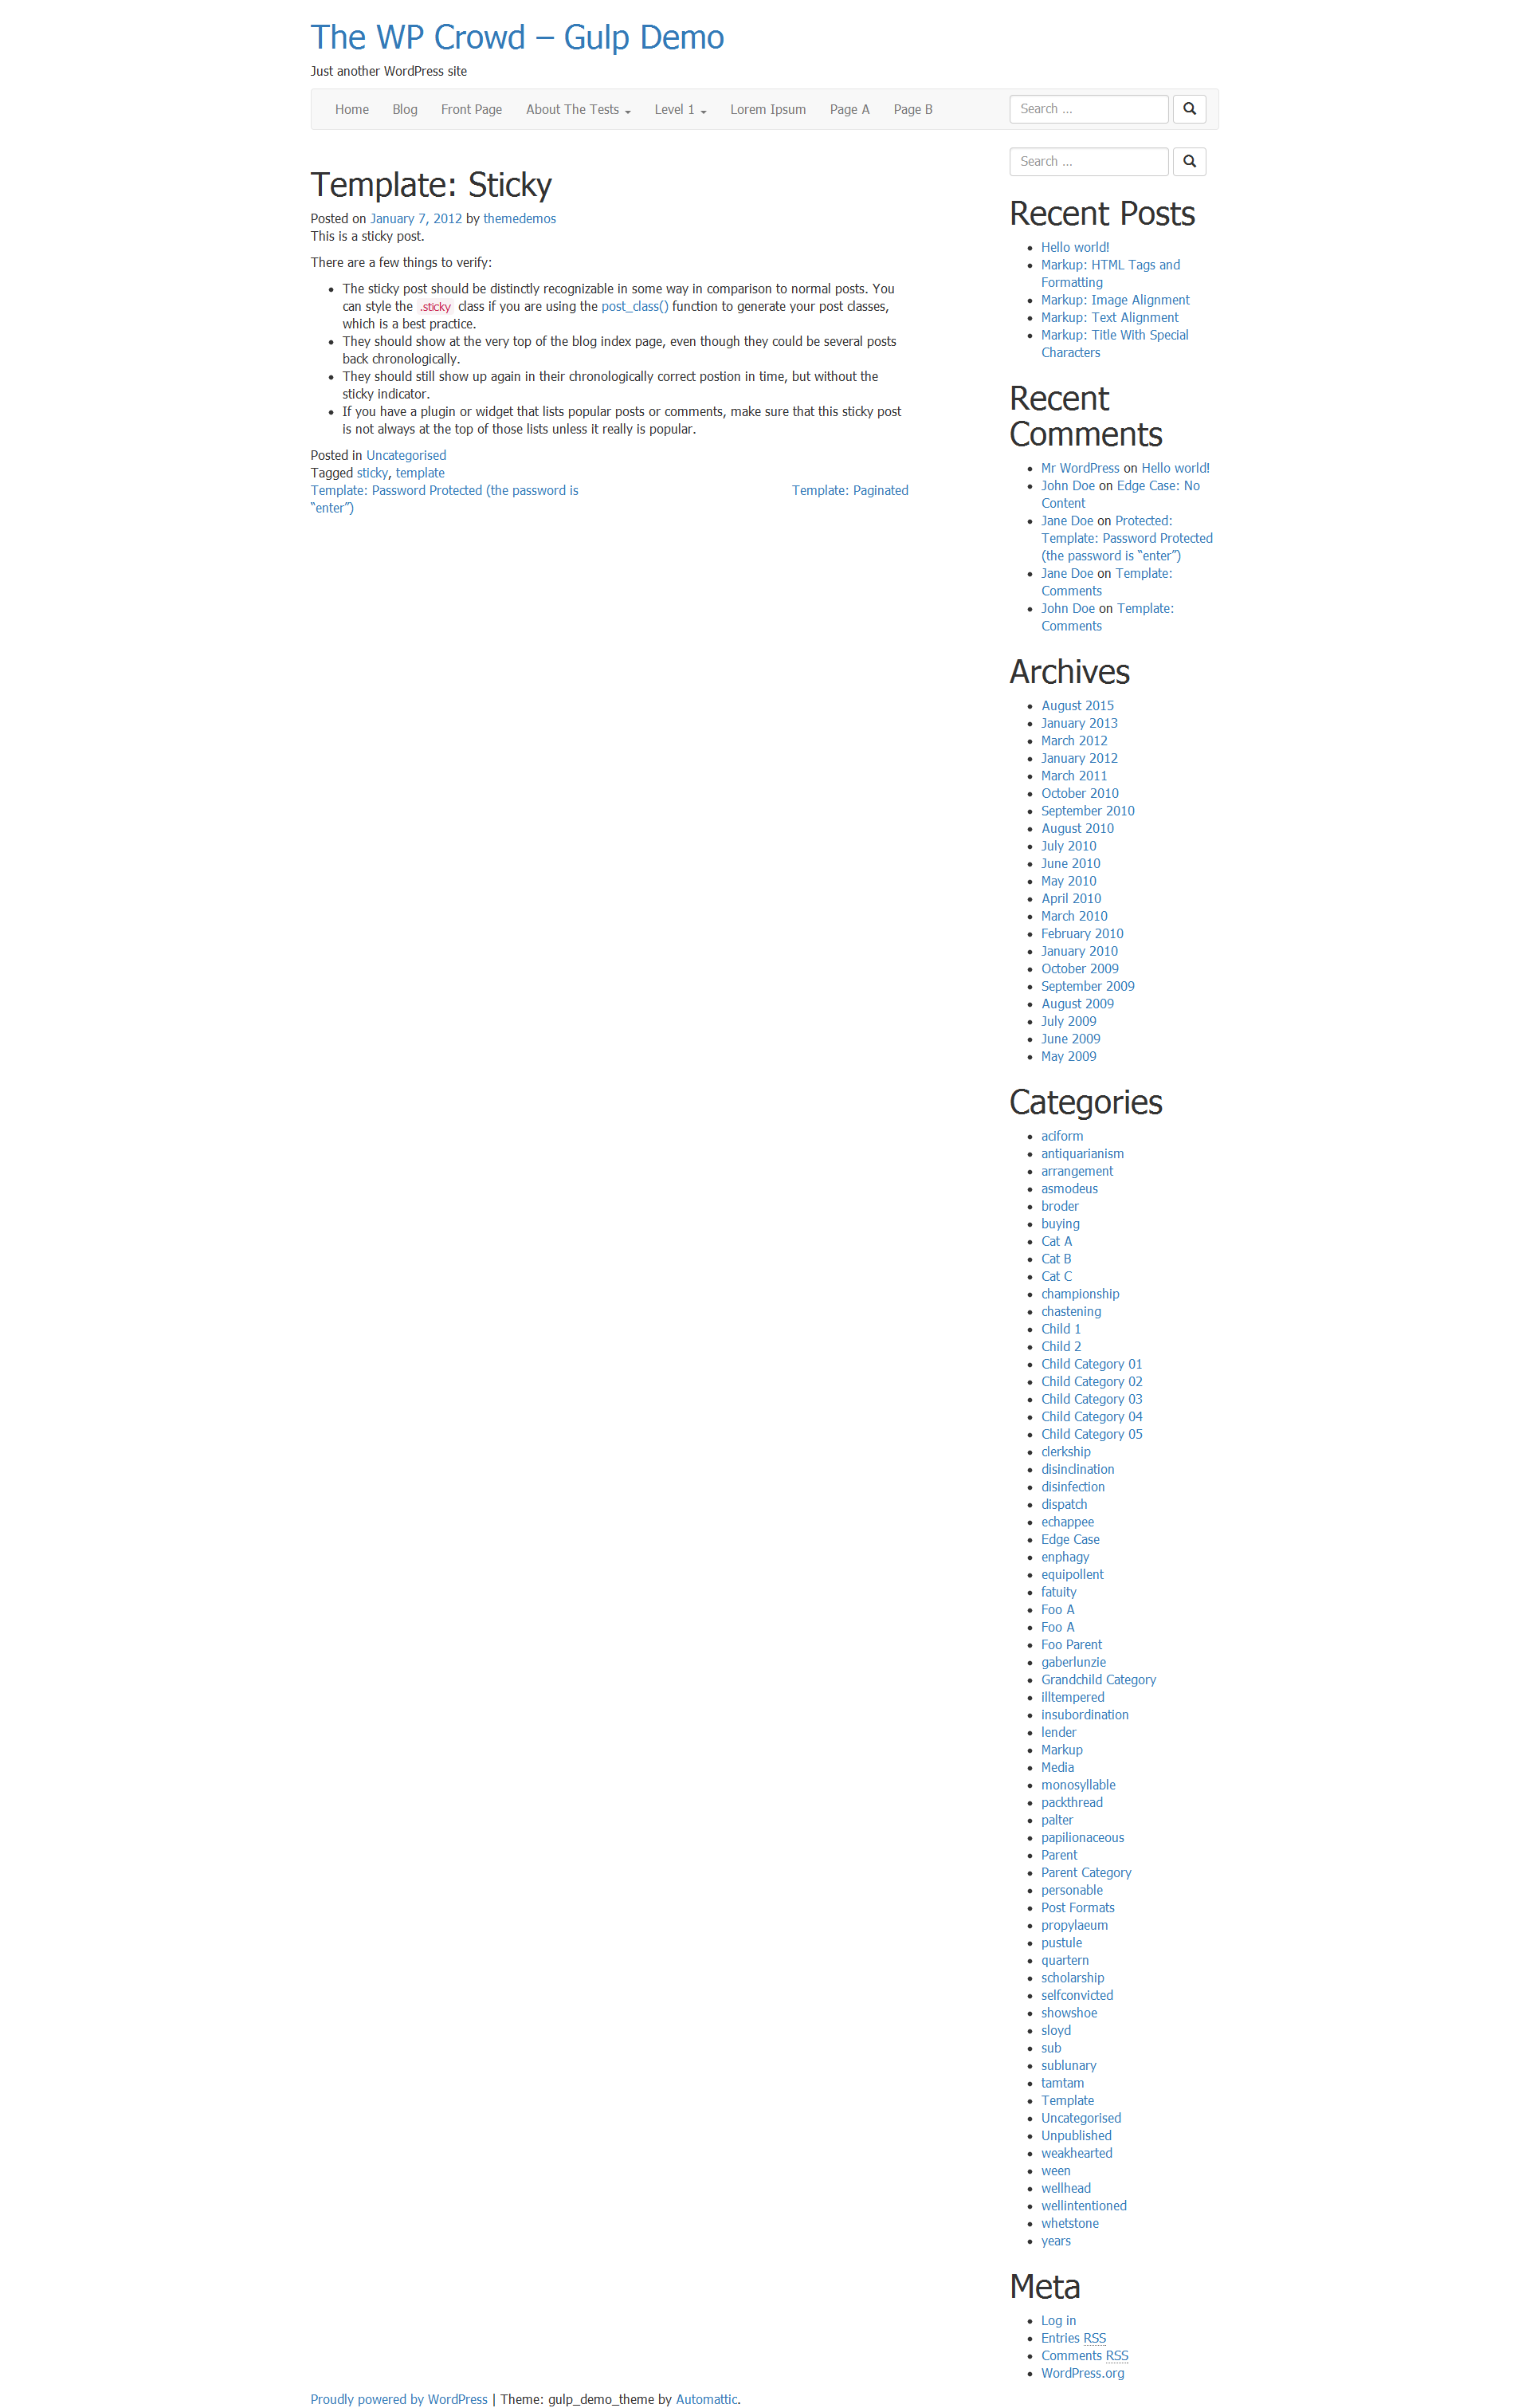 The WP Crowd – Gulp Demo
Just another WordPress site
Home Blog Front Page About The Tests Level 1 Lorem Ipsum Page A Page B Search ...
Template: Sticky
Posted on January 7, 2012 by themedemos
This is a sticky post.
There are a few things to verify:
The sticky post should be distinctly recognizable in some way in comparison to normal posts. You
can style the .sticky class if you are using the post_class() function to generate your post classes,
which is a best practice.
They should show at the very top of the blog index page, even though they could be several posts
back chronologically.
They should still show up again in their chronologically correct postion in time, but without the
sticky indicator.
If you have a plugin or widget that lists popular posts or comments, make sure that this sticky post
is not always at the top of those lists unless it really is popular.
Posted in Uncategorised
Tagged sticky, template
Template: Password Protected (the password is
“enter”)
Template: Paginated
Search ...
Recent Posts
Hello world!
Markup: HTML Tags and
Formatting
Markup: Image Alignment
Markup: Text Alignment
Markup: Title With Special
Characters
Recent
Comments
Mr WordPress on Hello world!
John Doe on Edge Case: No
Content
Jane Doe on Protected:
Template: Password Protected
(the password is “enter”)
Jane Doe on Template:
Comments
John Doe on Template:
Comments
Archives
August 2015
January 2013
March 2012
January 2012
March 2011
October 2010
September 2010
August 2010
July 2010
June 2010
May 2010
April 2010
March 2010
February 2010
January 2010
October 2009
September 2009
August 2009
July 2009
June 2009
May 2009
Categories
aciform
antiquarianism
arrangement
asmodeus
broder
buying
Cat A
Cat B
Cat C
championship
chastening
Child 1
Child 2
Child Category 01
Child Category 02
Child Category 03
Child Category 04
Child Category 05
clerkship
disinclination
disinfection
dispatch
echappee
Edge Case
enphagy
equipollent
fatuity
Foo A
Foo A
Foo Parent
gaberlunzie
Grandchild Category
illtempered
insubordination
lender
Markup
Media
monosyllable
packthread
palter
papilionaceous
Parent
Parent Category
personable
Post Formats
propylaeum
pustule
quartern
scholarship
selfconvicted
showshoe
sloyd
sub
sublunary
tamtam
Template
Uncategorised
Unpublished
weakhearted
ween
wellhead
wellintentioned
whetstone
years
Meta
Log in
Entries RSS
Comments RSS
WordPress.org
Proudly powered by WordPress | Theme: gulp_demo_theme by Automattic.